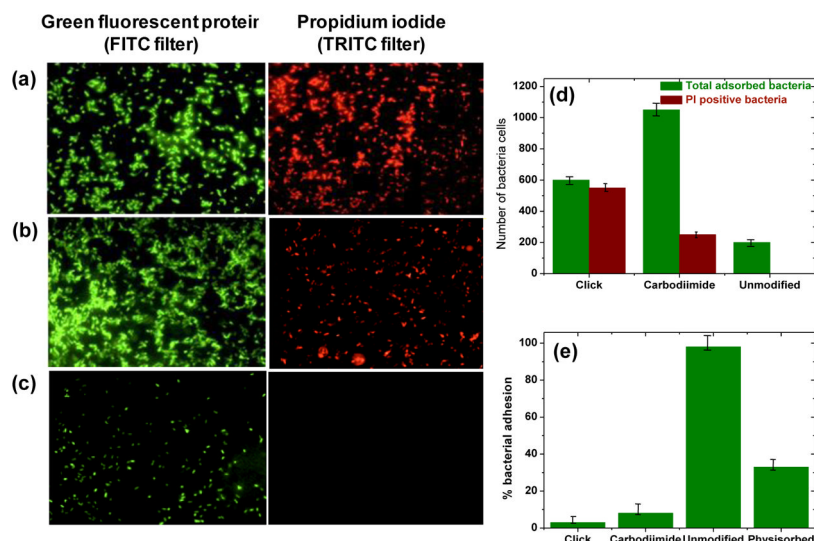 Green fluorescent protein
(FITC filter)
Propidium iodide
(TRITC filter)
(a)
(b)
(c)
(d)
Total adsorbed bacteria
PI positive bacteria
Number of bacteria cells
1200
1000
800
600
400
200
0
Click
Carbodiimide
Unmodified
(e)
% bacterial adhesion
100
80
60
40
20
0
Click
Carbodiimide
Unmodified
Physisorbed